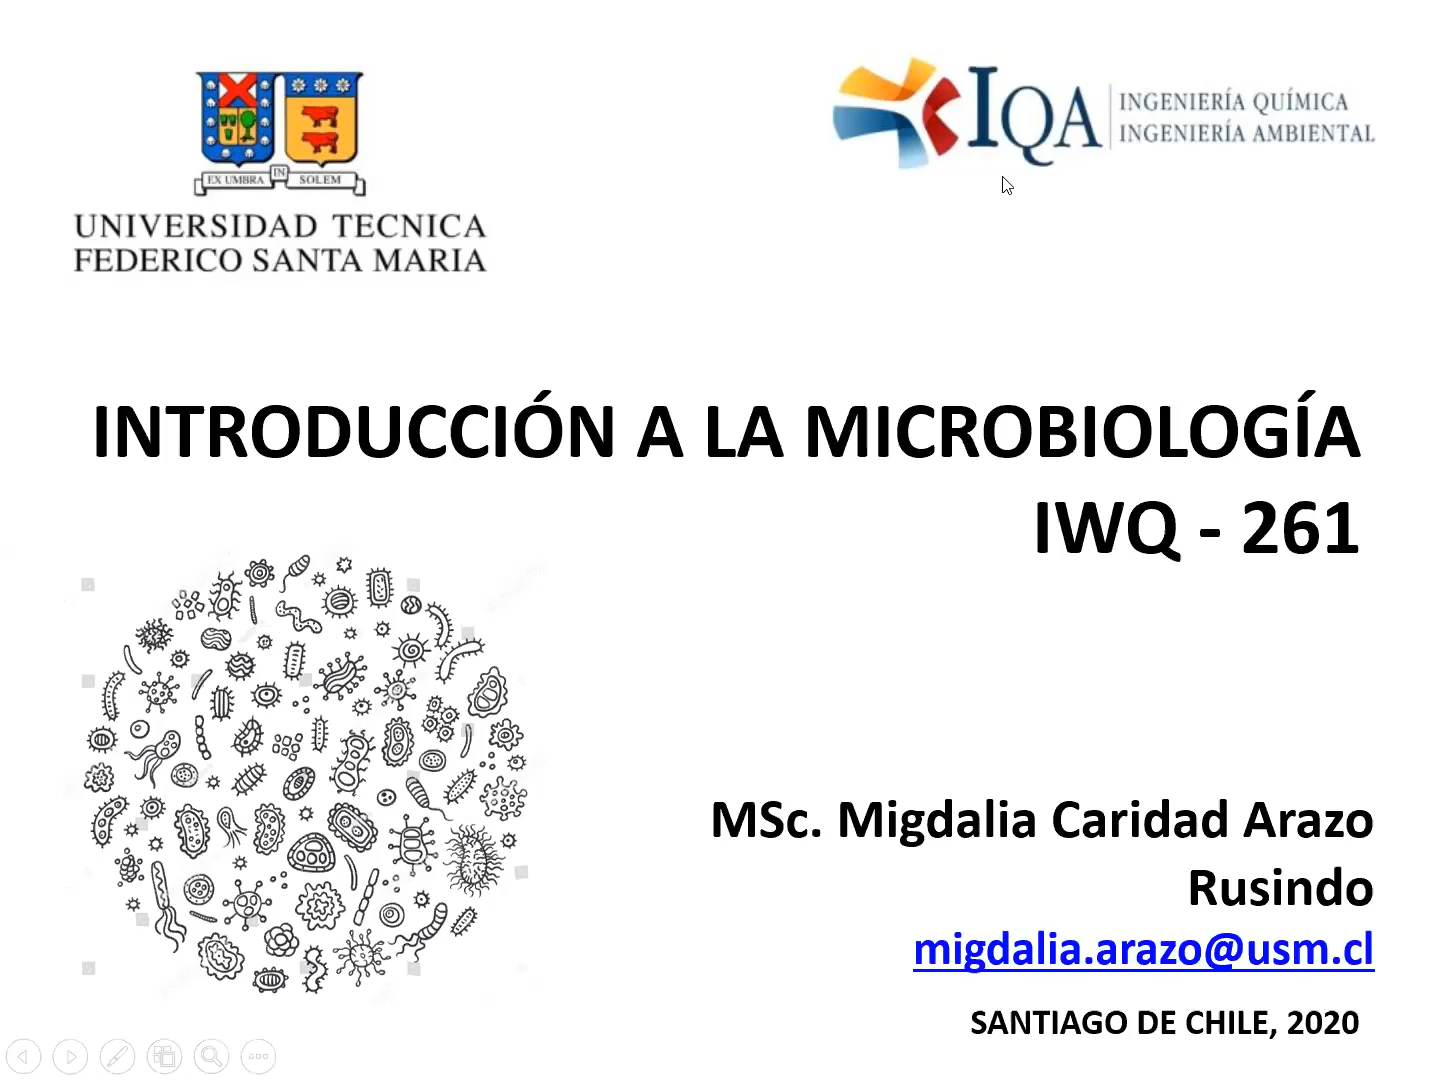 EX UMBRA IN SOLEM
UNIVERSIDAD TECNICA
FEDERICO SANTA MARIA
IQA
INGENIERÍA QUÍMICA
INGENIERÍA AMBIENTAL
INTRODUCCIÓN A LA MICROBIOLOGÍA
IWQ - 261
MSc. Migdalia Caridad Arazo
Rusindo
migdalia.arazo@usm.cl
SANTIAGO DE CHILE, 2020